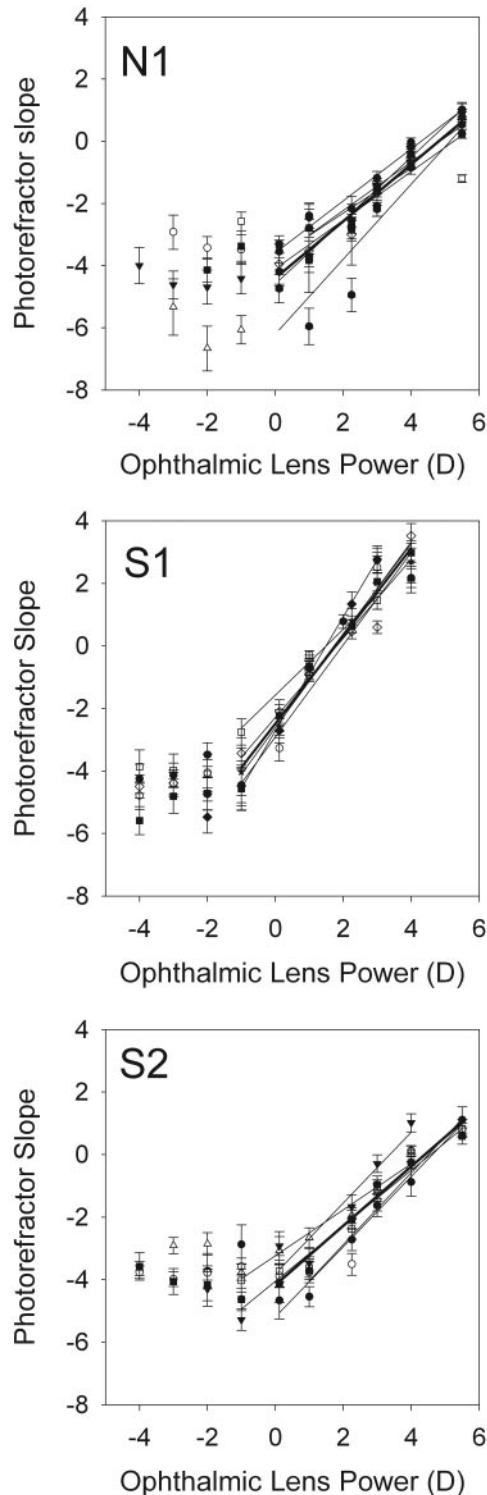 4
N1
2
0
-2
-4
-6
-8
Photorefractor slope
-4 -2 0 2 4 6
Ophthalmic Lens Power (D)
4
S1
2
0
-2
-4
-6
-8
Photorefractor Slope
-4 -2 0 2 4 6
Ophthalmic Lens Power (D)
4
S2
2
0
-2
-4
-6
-8
Photorefractor Slope
-4 -2 0 2 4 6
Ophthalmic Lens Power (D)